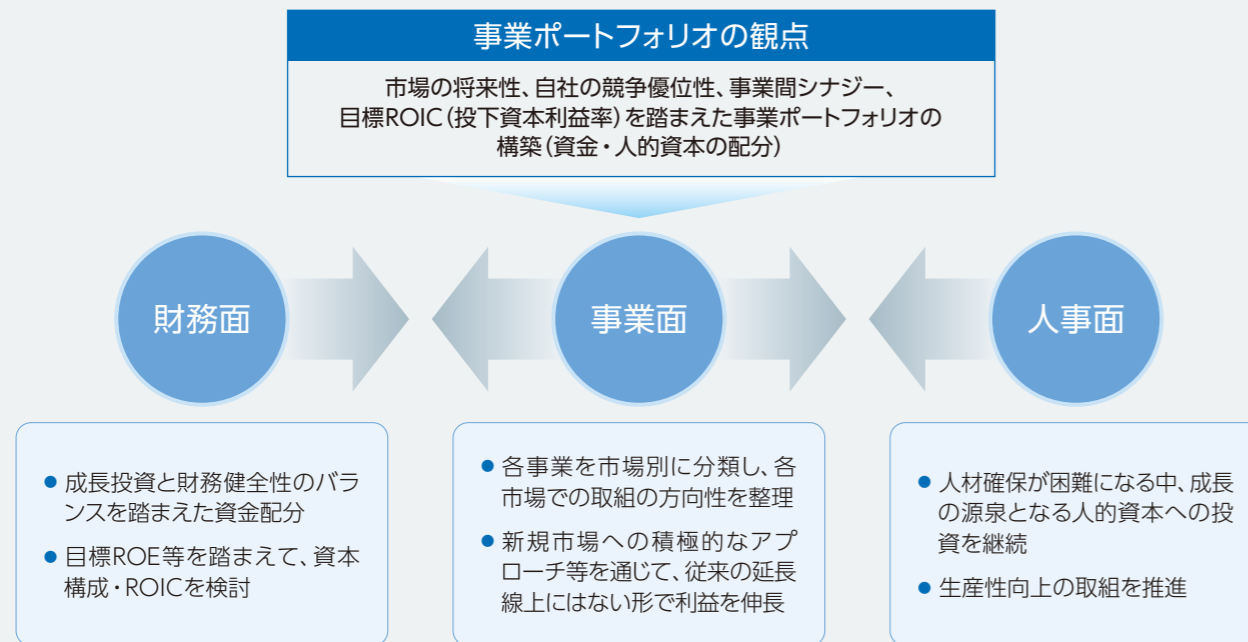 事業ポートフォリオの観点
市場の将来性、自社の競争優位性、事業間シナジー、
目標ROIC(投下資本利益率)を踏まえた事業ポートフォリオの
構築(資金・人的資本の配分)
財務面
事業面
人事面
● 成長投資と財務健全性のバラ
ンスを踏まえた資金配分
● 目標ROE等を踏まえて、資本
構成・ROICを検討
● 各事業を市場別に分類し、各
市場での取組の方向性を整理
● 新規市場への積極的なアプ
ローチ等を通じて、従来の延長
線上にはない形で利益を伸長
● 人材確保が困難になる中、成長
の源泉となる人的資本への投
資を継続
● 生産性向上の取組を推進